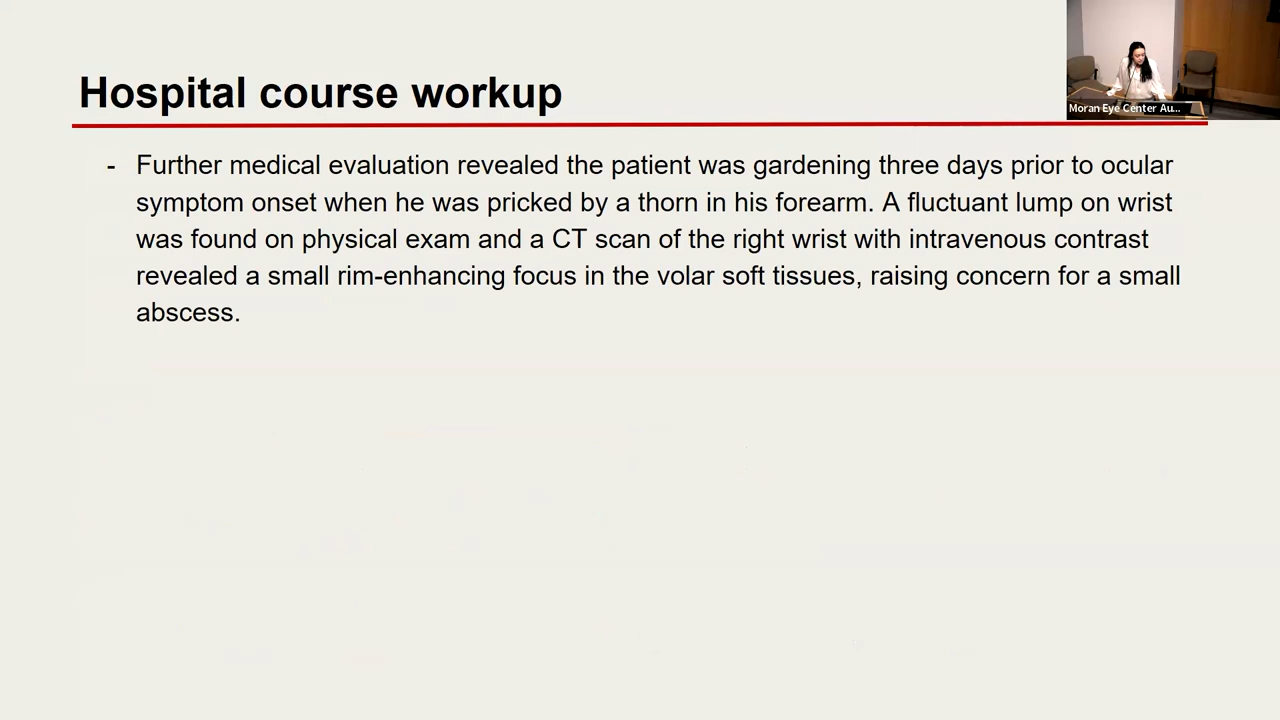 Moran Eye Center Au...
Hospital course workup
- Further medical evaluation revealed the patient was gardening three days prior to ocular
symptom onset when he was pricked by a thorn in his forearm. A fluctuant lump on wrist
was found on physical exam and a CT scan of the right wrist with intravenous contrast
revealed a small rim-enhancing focus in the volar soft tissues, raising concern for a small
abscess.